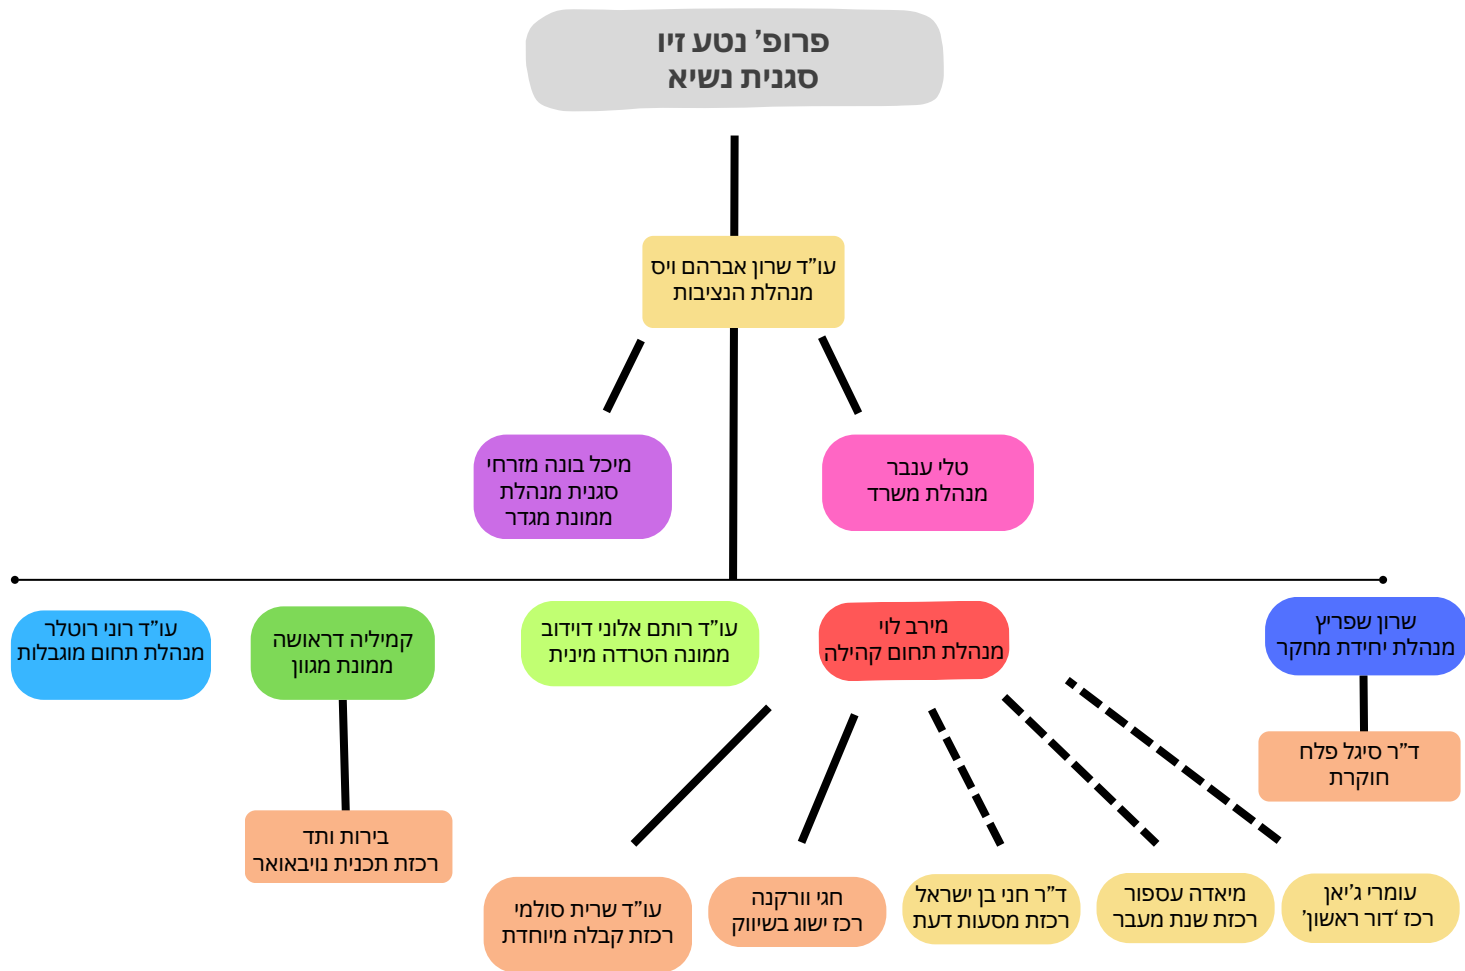 פרופ’ נטע זיו
סגנית נשיא
עו”ד שרון אברהם ויס
מנהלת הנציבות
טלי ענבר
מנהלת משרד
מיכל בונה מזרחי
סגנית מנהלת
ממונת מגדר
שרון שפריץ
מנהלת יחידת מחקר
מירב לוי
מנהלת תחום קהילה
עו”ד רותם אלוני דוידוב
ממונה הטרדה מינית
קמיליה דראושה
ממונת מגוון
עו”ד רוני רוטלר
מנהלת תחום מוגבלות
ד”ר סיגל פלח
חוקרת
בירות ותד
רכזת תכנית נויבאואר
עומרי ג’יאן
רכז ‘דור ראשון’
מיאדה עספור
רכזת שנת מעבר
ד”ר חני בן ישראל
רכזת מסעות דעת
חגי וורקנה
רכז ישוג בשיווק
עו”ד שרית סולמי
רכזת קבלה מיוחדת